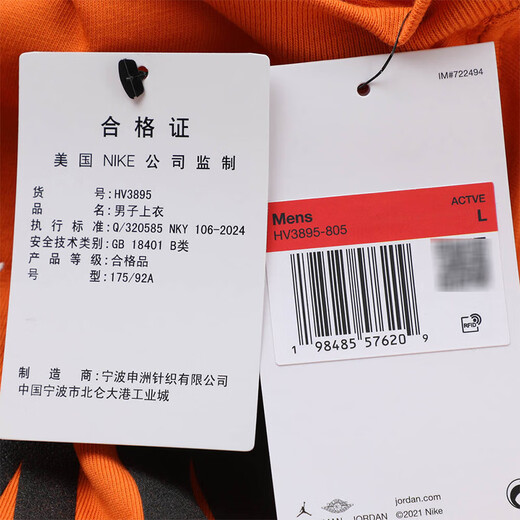 合格证
美国 NIKE 公司监制
货号: HV3895
品名: 男子上衣
执行标准: Q/320585 NKY 106-2024
安全技术类别: GB 18401 B类
产品等级: 合格品
号型: 175/92A
制造商: 宁波申洲针织有限公司
中国宁波市北仑大港工业城
IM#722494
ACTVE
Mens L
HV3895-805
1 98485 57620 9
RFID
JORDAN
jordan.com
©2021 Nike